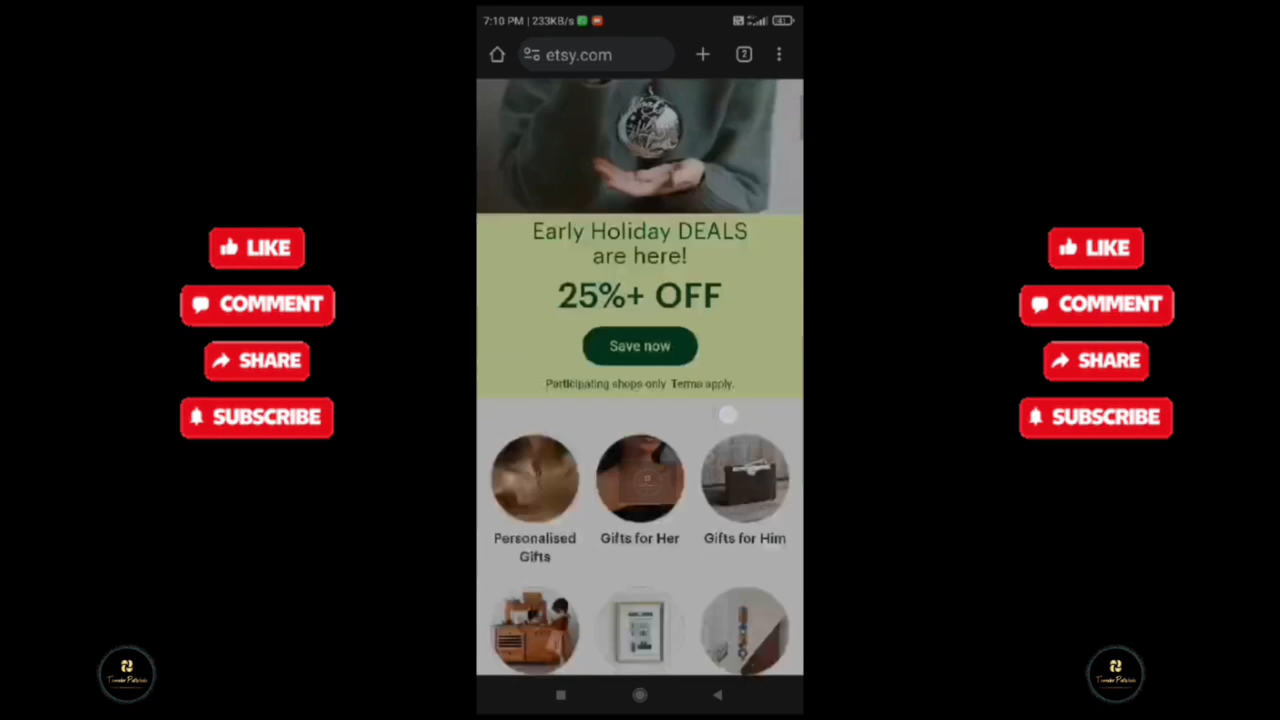 7:10 PM | 233KB/s
etsy.com
2
Early Holiday DEALS
are here!
25%+ OFF
Save now
Participating shops only. Terms apply.
Personalised
Gifts
Gifts for Her
Gifts for Him
LIKE
COMMENT
SHARE
SUBSCRIBE
LIKE
COMMENT
SHARE
SUBSCRIBE